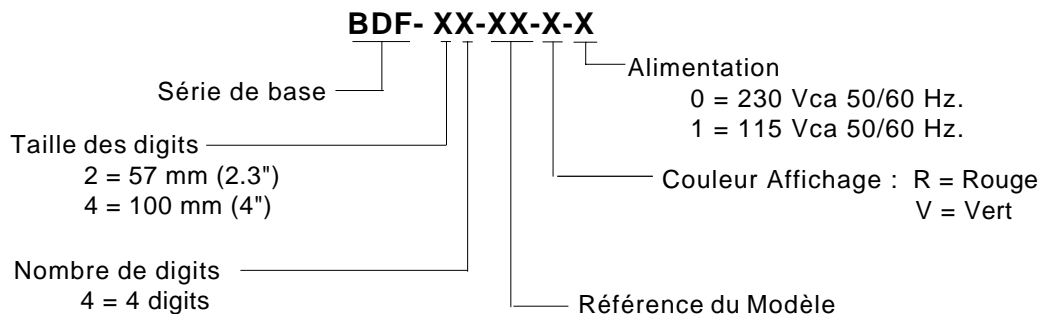 BDF- XX-XX-X-X
Alimentation
0 = 230 Vca 50/60 Hz.
1 = 115 Vca 50/60 Hz.
Série de base
Taille des digits
2 = 57 mm (2.3")
4 = 100 mm (4")
Couleur Affichage : R = Rouge
V = Vert
Nombre de digits
4 = 4 digits
Référence du Modèle